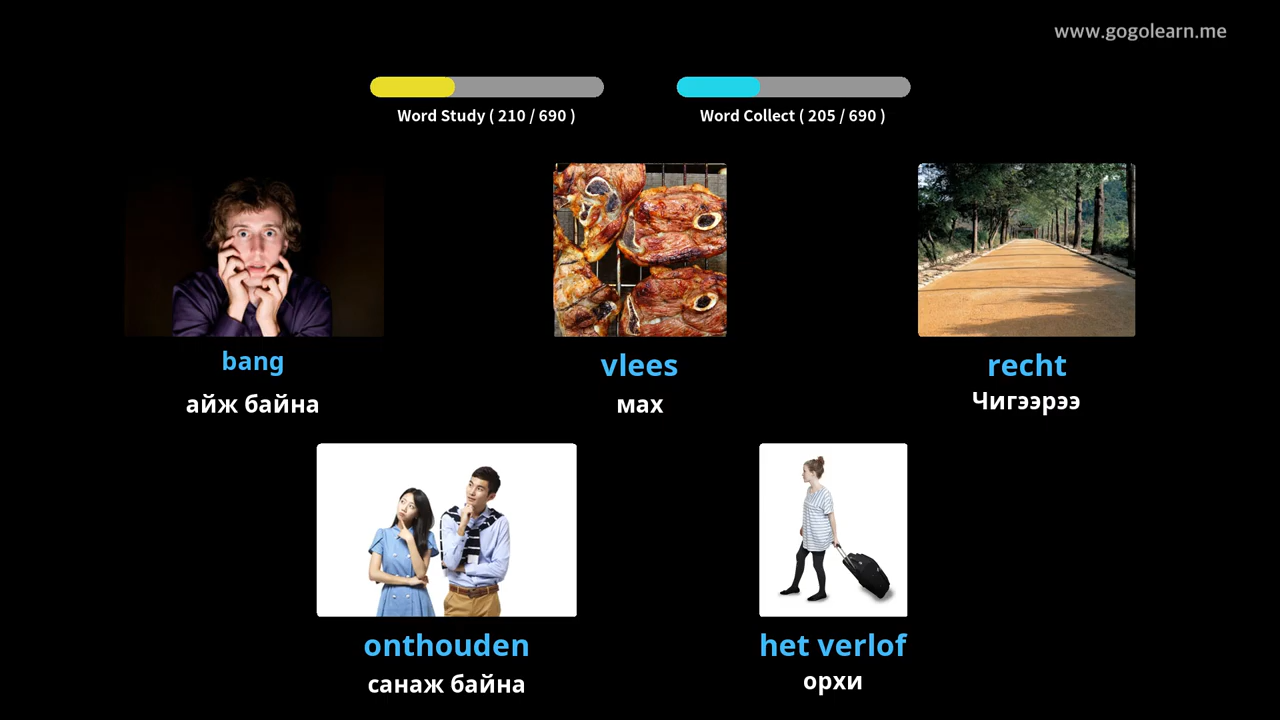 www.gogolearn.me
Word Study ( 210 / 690 )
Word Collect ( 205 / 690 )
bang
айж байна
vlees
мах
recht
Чигээрээ
onthouden
санаж байна
het verlof
орхи